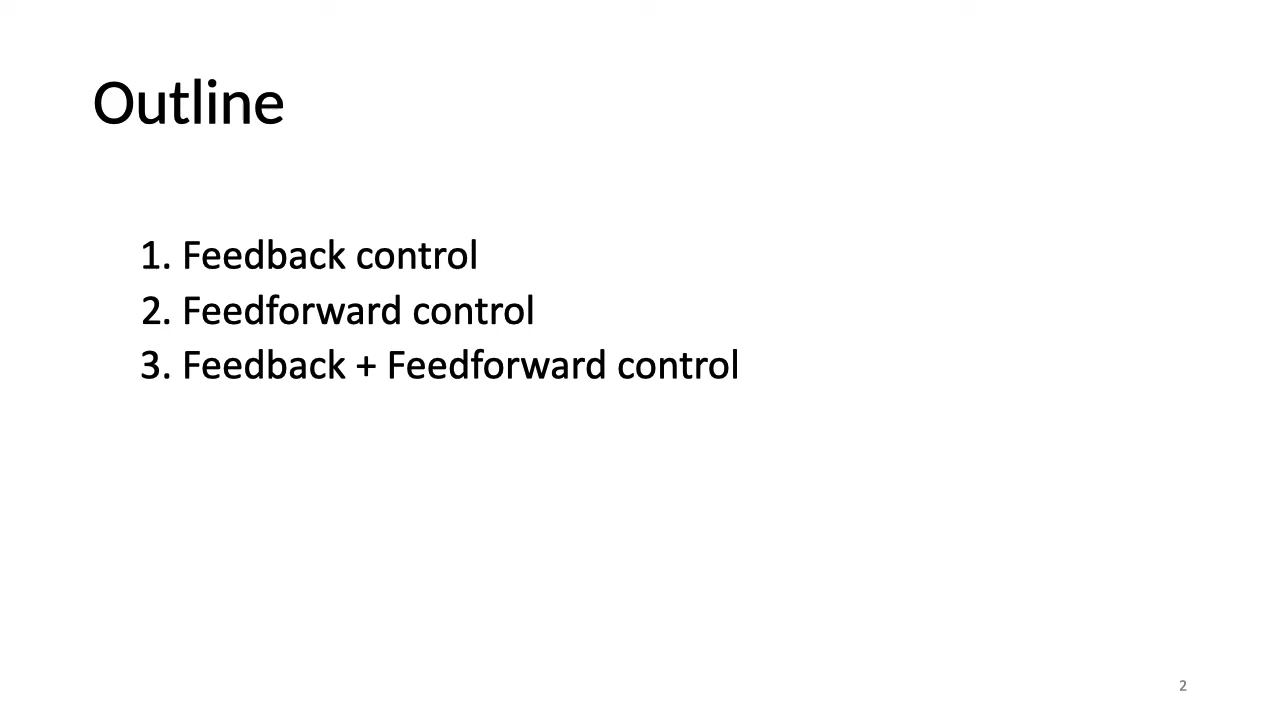 Outline
1. Feedback control
2. Feedforward control
3. Feedback + Feedforward control
2